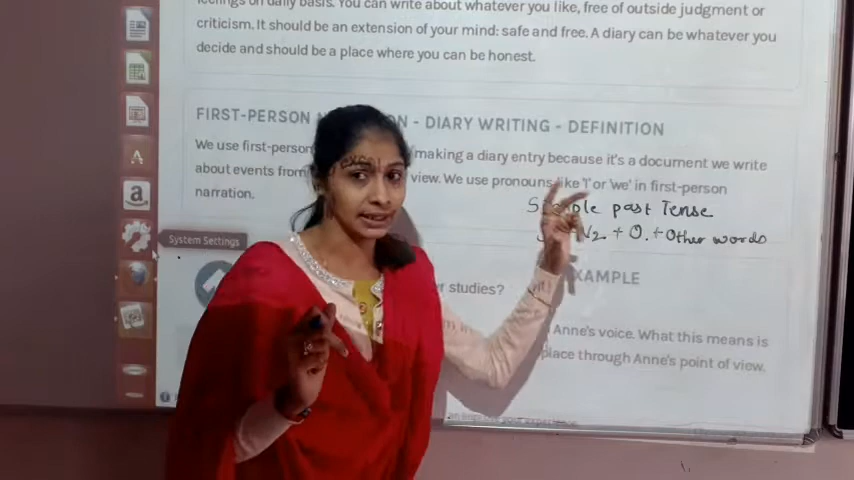 feelings on daily basis. You can write about whatever you like, free of outside judgment or
criticism. It should be an extension of your mind: safe and free. A diary can be whatever you
decide and should be a place where you can be honest.
FIRST-PERSON - DIARY WRITING - DEFINITION
We use first-person making a diary entry because it's a document we write
about events from view. We use pronouns like 'I' or 'we' in first-person
narration.
Simple past Tense
V2 + O. + Other words
System Settings
r studies?
EXAMPLE
Anne's voice. What this means is
place through Anne's point of view.